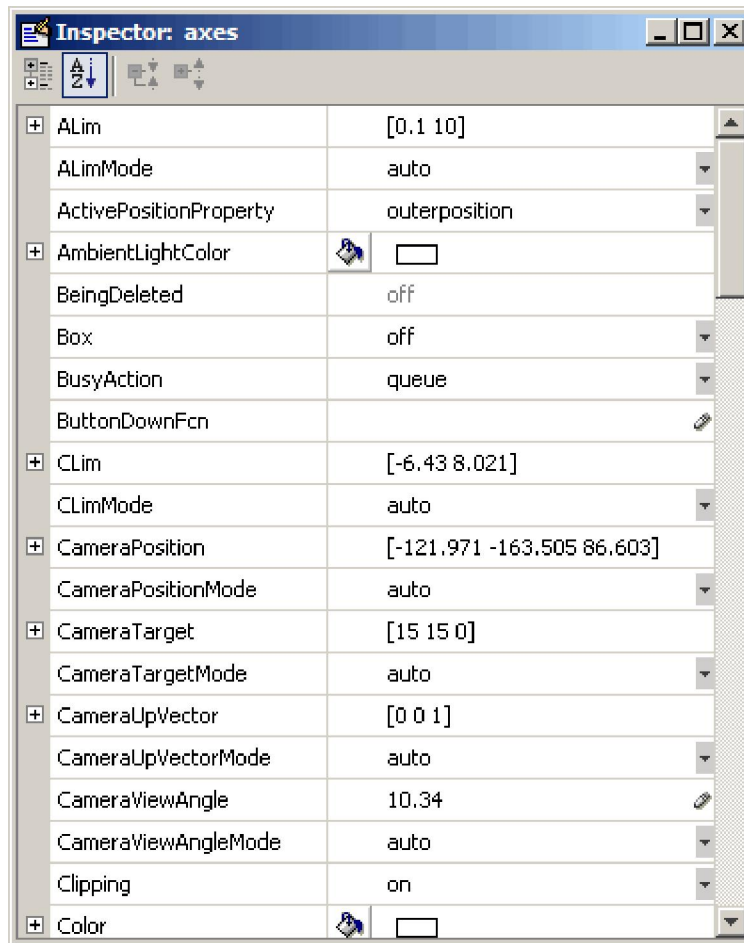 Inspector: axes
A
Z
ALim [0.1 10]
ALimMode auto
ActivePositionProperty outerposition
AmbientLightColor
BeingDeleted off
Box off
BusyAction queue
ButtonDownFcn
CLim [-6.43 8.021]
CLimMode auto
CameraPosition [-121.971 -163.505 86.603]
CameraPositionMode auto
CameraTarget [15 15 0]
CameraTargetMode auto
CameraUpVector [0 0 1]
CameraUpVectorMode auto
CameraViewAngle 10.34
CameraViewAngleMode auto
Clipping on
Color